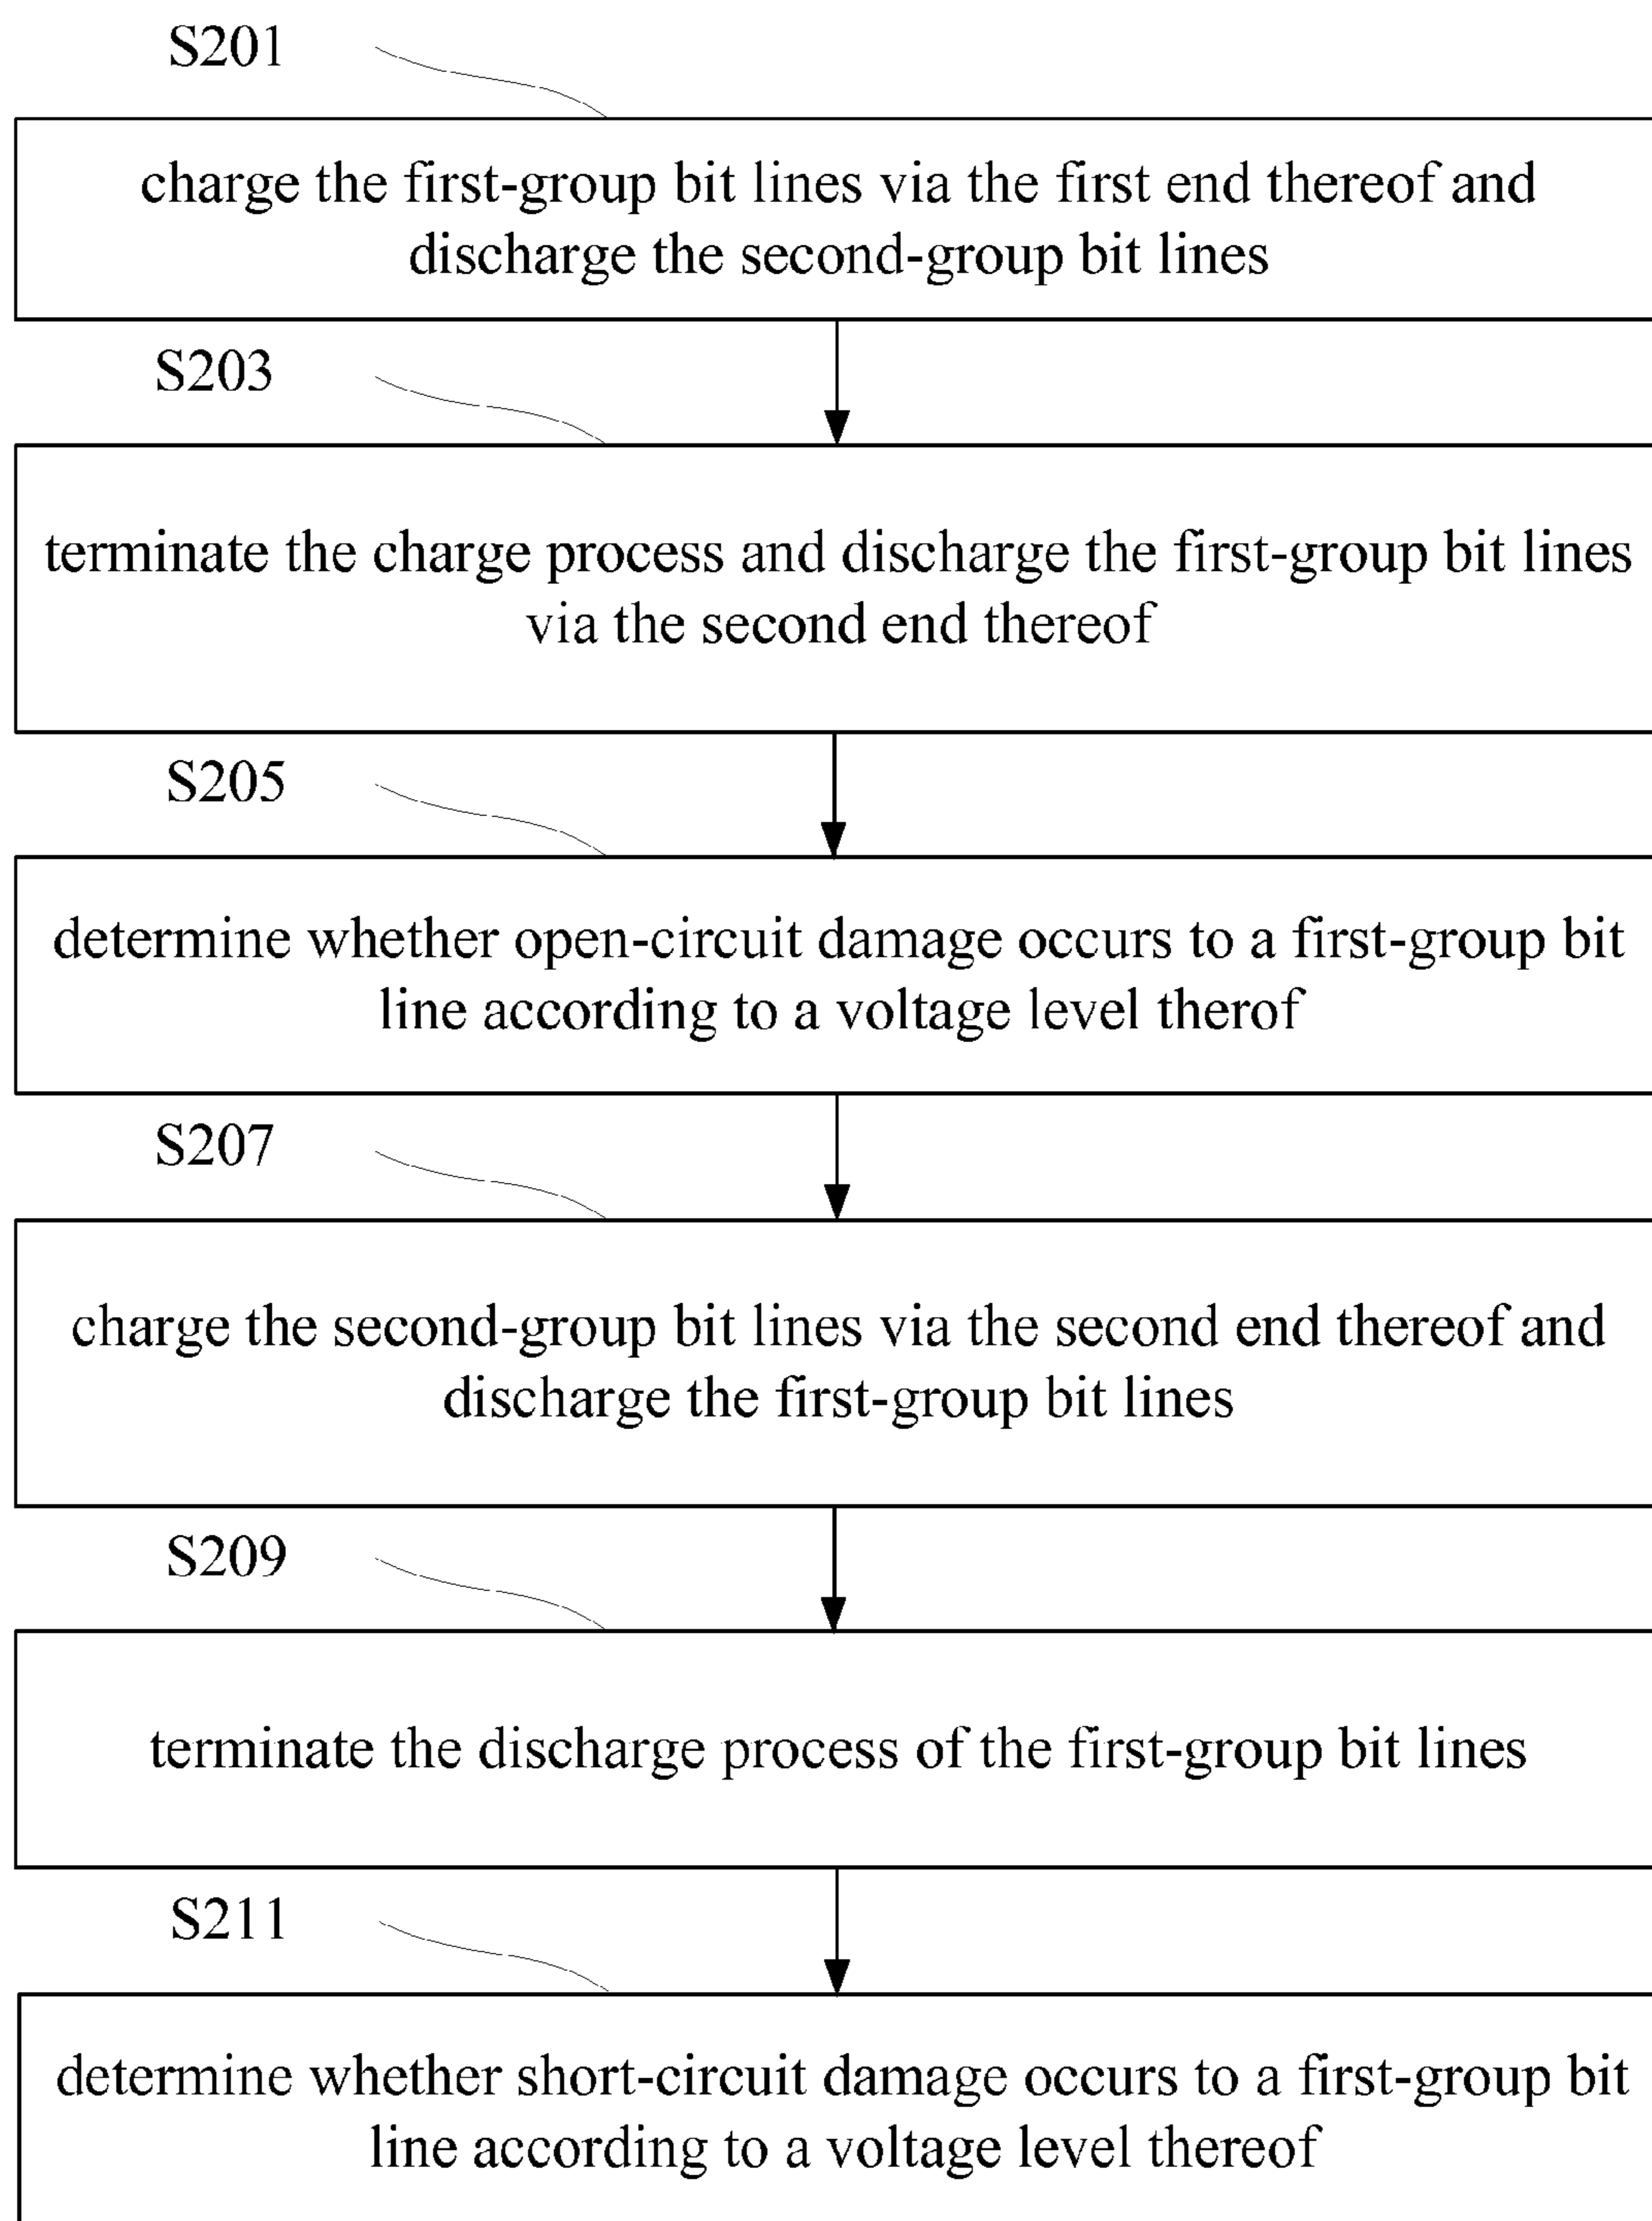 S201
charge the first-group bit lines via the first end thereof and
discharge the second-group bit lines
S203
terminate the charge process and discharge the first-group bit lines
via the second end thereof
S205
determine whether open-circuit damage occurs to a first-group bit
line according to a voltage level therof
S207
charge the second-group bit lines via the second end thereof and
discharge the first-group bit lines
S209
terminate the discharge process of the first-group bit lines
S211
determine whether short-circuit damage occurs to a first-group bit
line according to a voltage level thereof